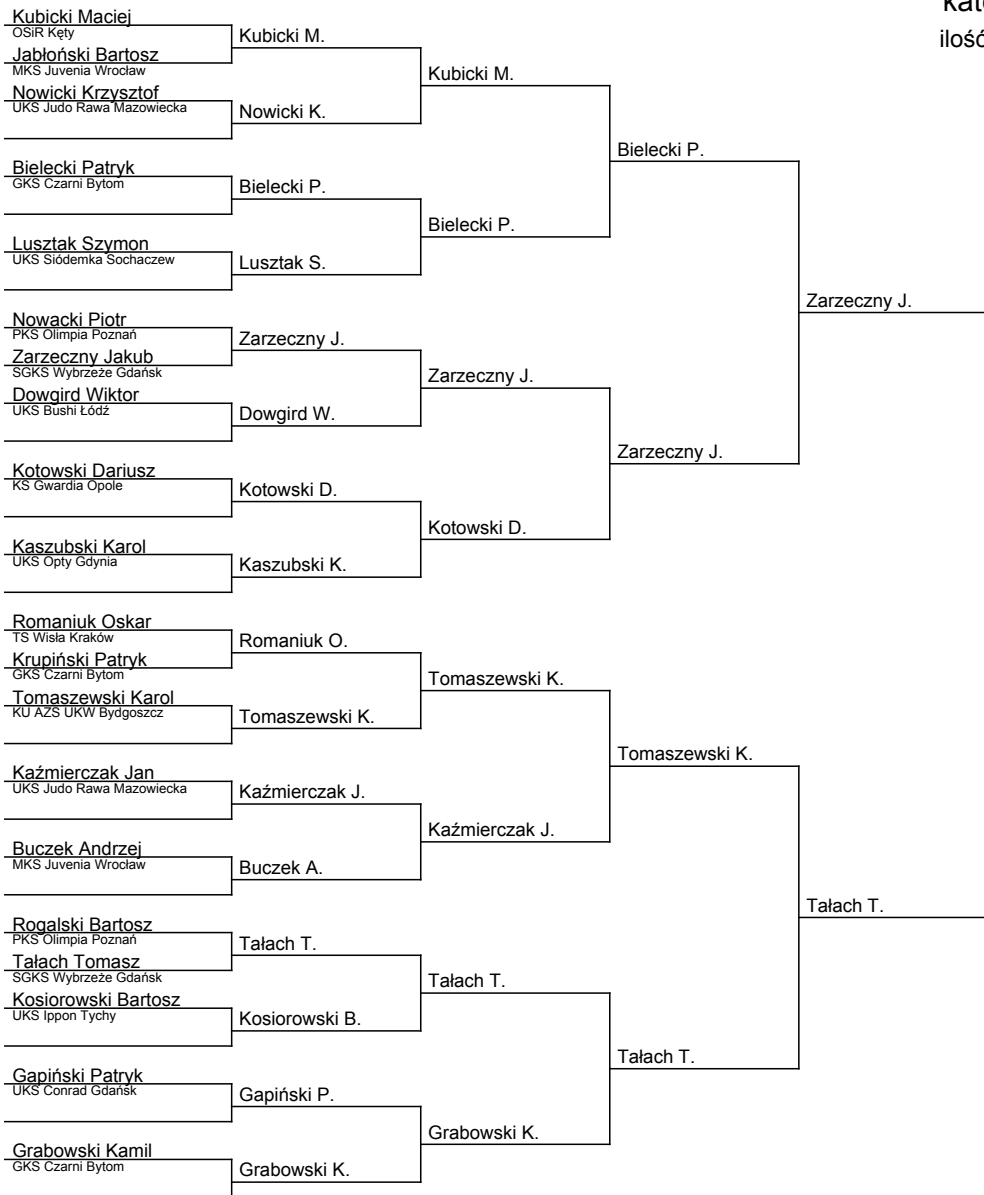 Kubicki Maciej
OSiR Kęty
Jabłoński Bartosz
MKS Juvenia Wrocław
Nowicki Krzysztof
UKS Judo Rawa Mazowiecka
Bielecki Patryk
GKS Czarni Bytom
Lusztak Szymon
UKS Siódemka Sochaczew
Nowacki Piotr
PKS Olimpia Poznań
Zarzeczny Jakub
SGKS Wybrzeże Gdańsk
Dowgird Wiktor
UKS Bushi Łódź
Kotowski Dariusz
KS Gwardia Opole
Kaszubski Karol
UKS Opty Gdynia
Romaniuk Oskar
TS Wisła Kraków
Krupiński Patryk
GKS Czarni Bytom
Tomaszewski Karol
KU AZS UKW Bydgoszcz
Kaźmierczak Jan
UKS Judo Rawa Mazowiecka
Buczek Andrzej
MKS Juvenia Wrocław
Rogalski Bartosz
PKS Olimpia Poznań
Tałach Tomasz
SGKS Wybrzeże Gdańsk
Kosiorowski Bartosz
UKS Ippon Tychy
Gapiński Patryk
UKS Conrad Gdańsk
Grabowski Kamil
GKS Czarni Bytom
Kubicki M.
Nowicki K.
Bielecki P.
Lusztak S.
Zarzeczny J.
Dowgird W.
Kotowski D.
Kaszubski K.
Romaniuk O.
Tomaszewski K.
Kaźmierczak J.
Buczek A.
Tałach T.
Kosiorowski B.
Gapiński P.
Grabowski K.
Kubicki M.
Bielecki P.
Zarzeczny J.
Kotowski D.
Tomaszewski K.
Kaźmierczak J.
Tałach T.
Grabowski K.
Bielecki P.
Zarzeczny J.
Tomaszewski K.
Tałach T.
Zarzeczny J.
Tałach T.